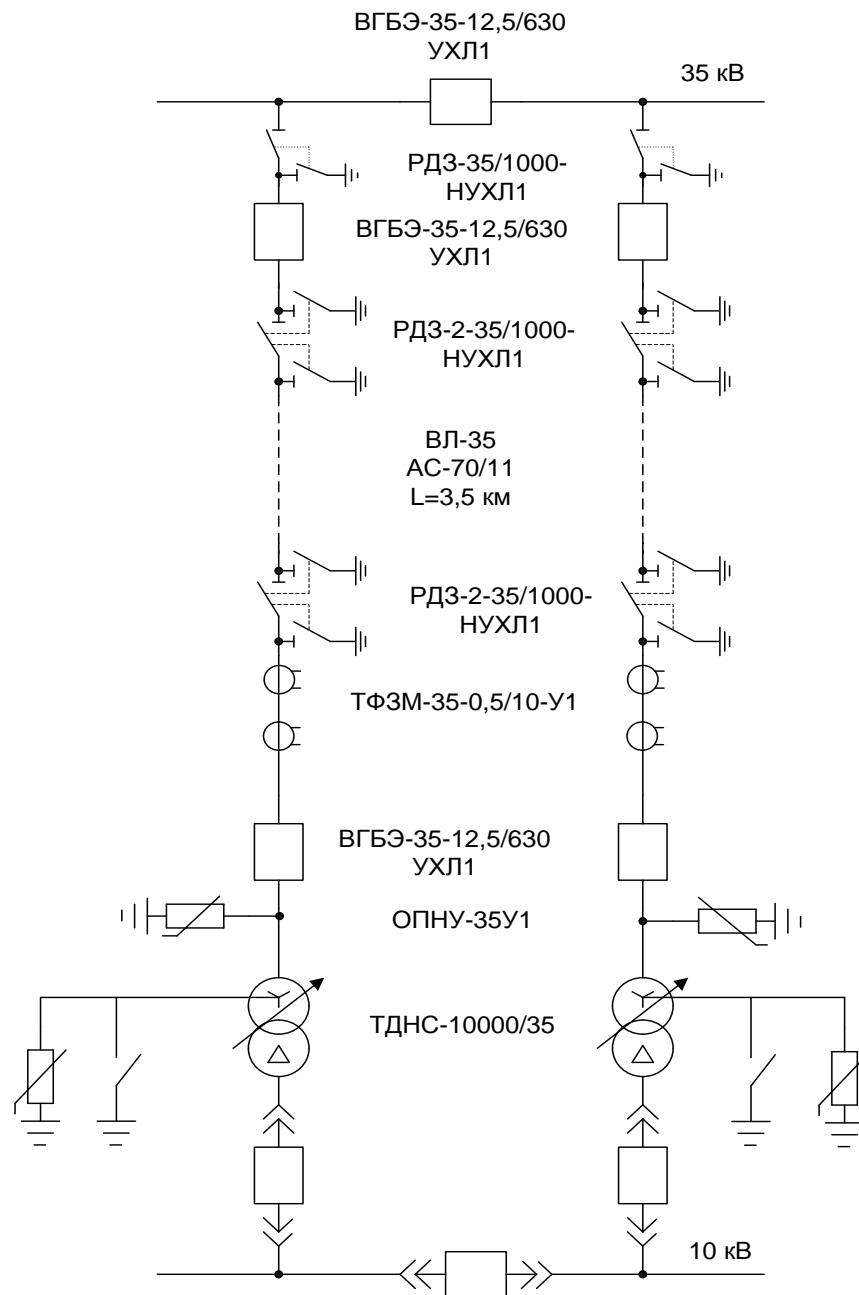 ВГБЭ-35-12,5/630
УХЛ1
35 кВ
РДЗ-35/1000-
НУХЛ1
ВГБЭ-35-12,5/630
УХЛ1
РДЗ-2-35/1000-
НУХЛ1
ВЛ-35
АС-70/11
L=3,5 км
РДЗ-2-35/1000-
НУХЛ1
ТФЗМ-35-0,5/10-У1
ВГБЭ-35-12,5/630
УХЛ1
ОПНУ-35У1
ТДНС-10000/35
10 кВ